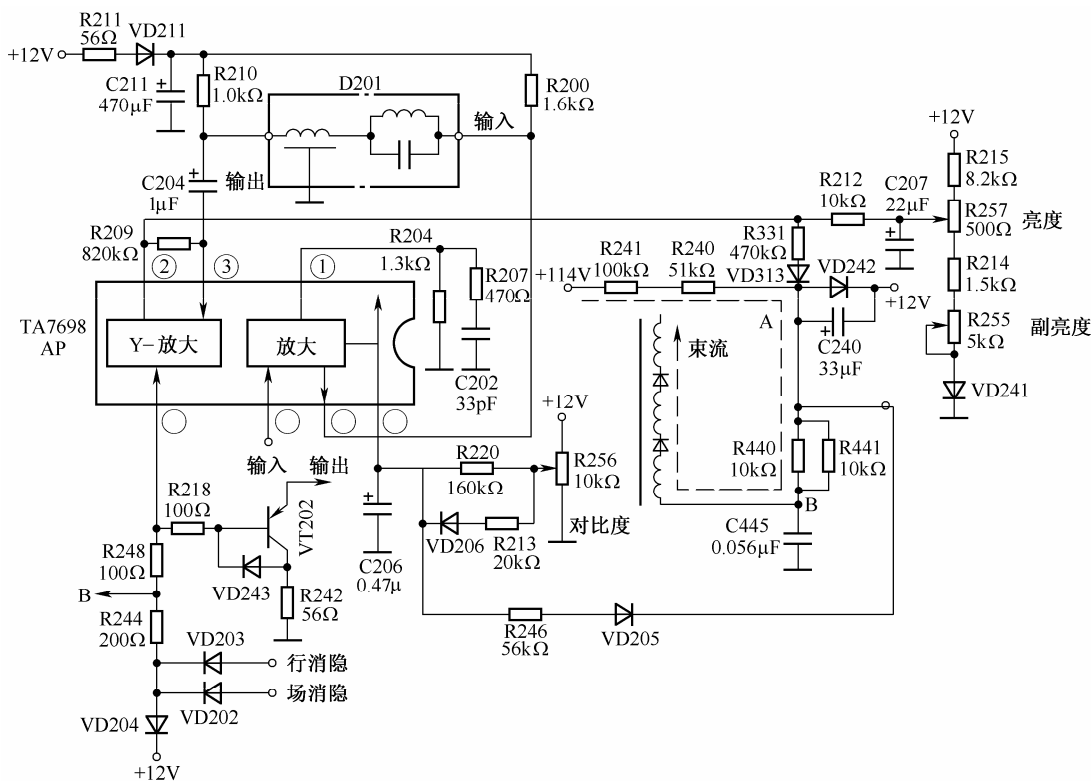 R211
56Ω
VD211
+12V
C211
470μF
R210
1.0kΩ
D201
R200
1.6kΩ
输入
输出
C204
1μF
R209
820kΩ
②
③
①
R204
1.3kΩ
R207
470Ω
C202
33pF
TA7698
AP
Y-放大
放大
输入
输出
R218
100Ω
VT202
R248
100Ω
VD243
R242
56Ω
B
R244
200Ω
VD203
行消隐
场消隐
VD202
VD204
+12V
C206
0.47μ
R220
160kΩ
+12V
R256
10kΩ
对比度
VD206
R213
20kΩ
R246
56kΩ
VD205
+114V
R241
100kΩ
R240
51kΩ
A
束流
R331
470kΩ
VD313
VD242
+12V
C240
33μF
R440
10kΩ
R441
10kΩ
B
C445
0.056μF
R212
10kΩ
C207
22μF
+12V
R215
8.2kΩ
R257
500Ω
亮度
R214
1.5kΩ
R255
5kΩ
副亮度
VD241